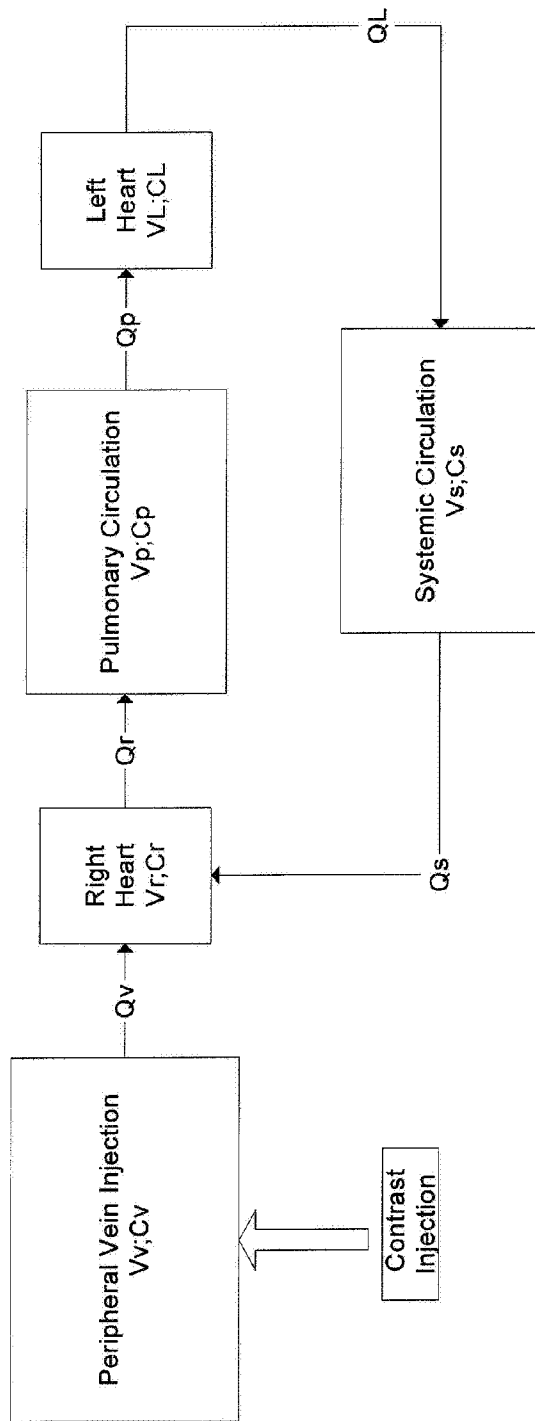 Peripheral Vein Injection
Vv;Cv
Contrast
Injection
Qv
Right
Heart
Vr;Cr
Qr
Pulmonary Circulation
Vp;Cp
Qp
Left
Heart
VL;CL
QL
Systemic Circulation
Vs;Cs
Qs